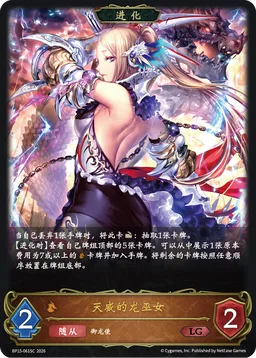 进化
当自己丢弃1张手牌时，将此卡：抽取1张卡牌。
【进化时】查看自己牌组顶部的5张卡牌。可以从中展示1张原本
费用为7或以上的 卡牌并加入手牌。将剩余的卡牌按照任意顺
序放置在牌组底部。
天威的龙巫女
2
2
随从
御龙使
LG
BP15-061SC 2026
© Cygames, Inc. Published by NetEase Games